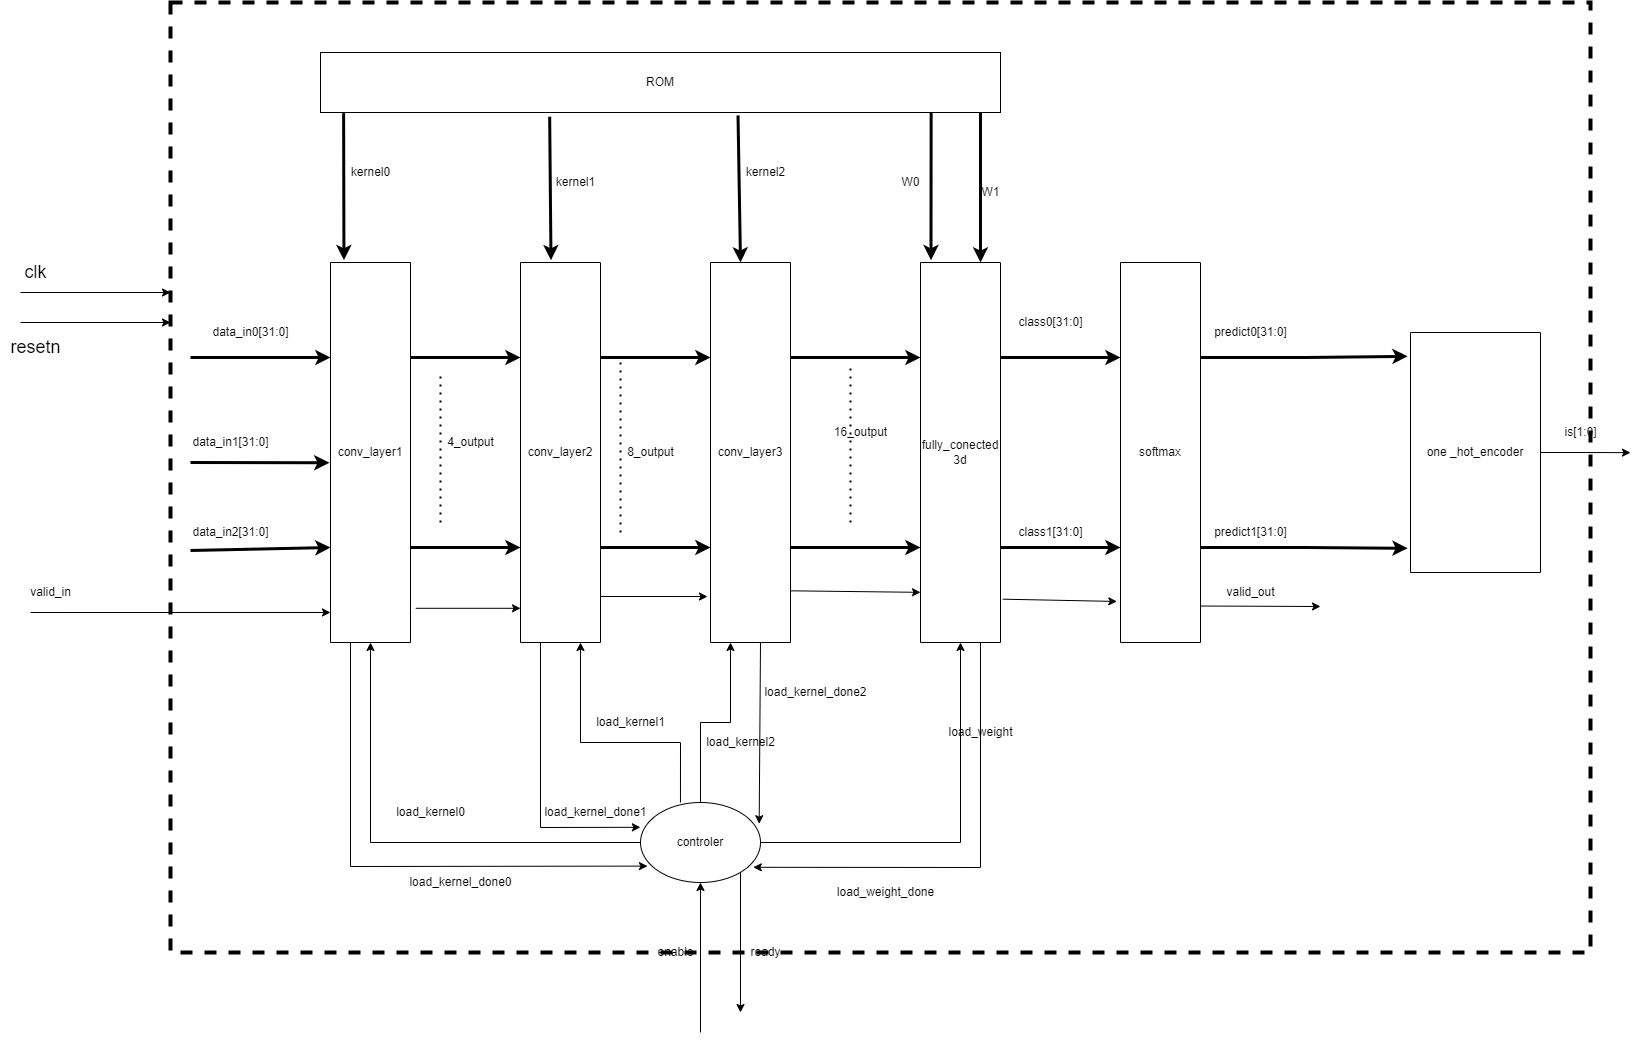 ROM
kernel0
kernel1
kernel2
W0
W1
clk
resetn
data_in0[31:0]
data_in1[31:0]
data_in2[31:0]
valid_in
conv_layer1
4_output
conv_layer2
8_output
conv_layer3
16_output
fully_conected
3d
class0[31:0]
class1[31:0]
softmax
predict0[31:0]
predict1[31:0]
valid_out
one _hot_encoder
is[1:0]
load_kernel_done2
load_kernel1
load_kernel2
load_weight
load_kernel0
load_kernel_done1
controler
load_kernel_done0
load_weight_done
enable
ready